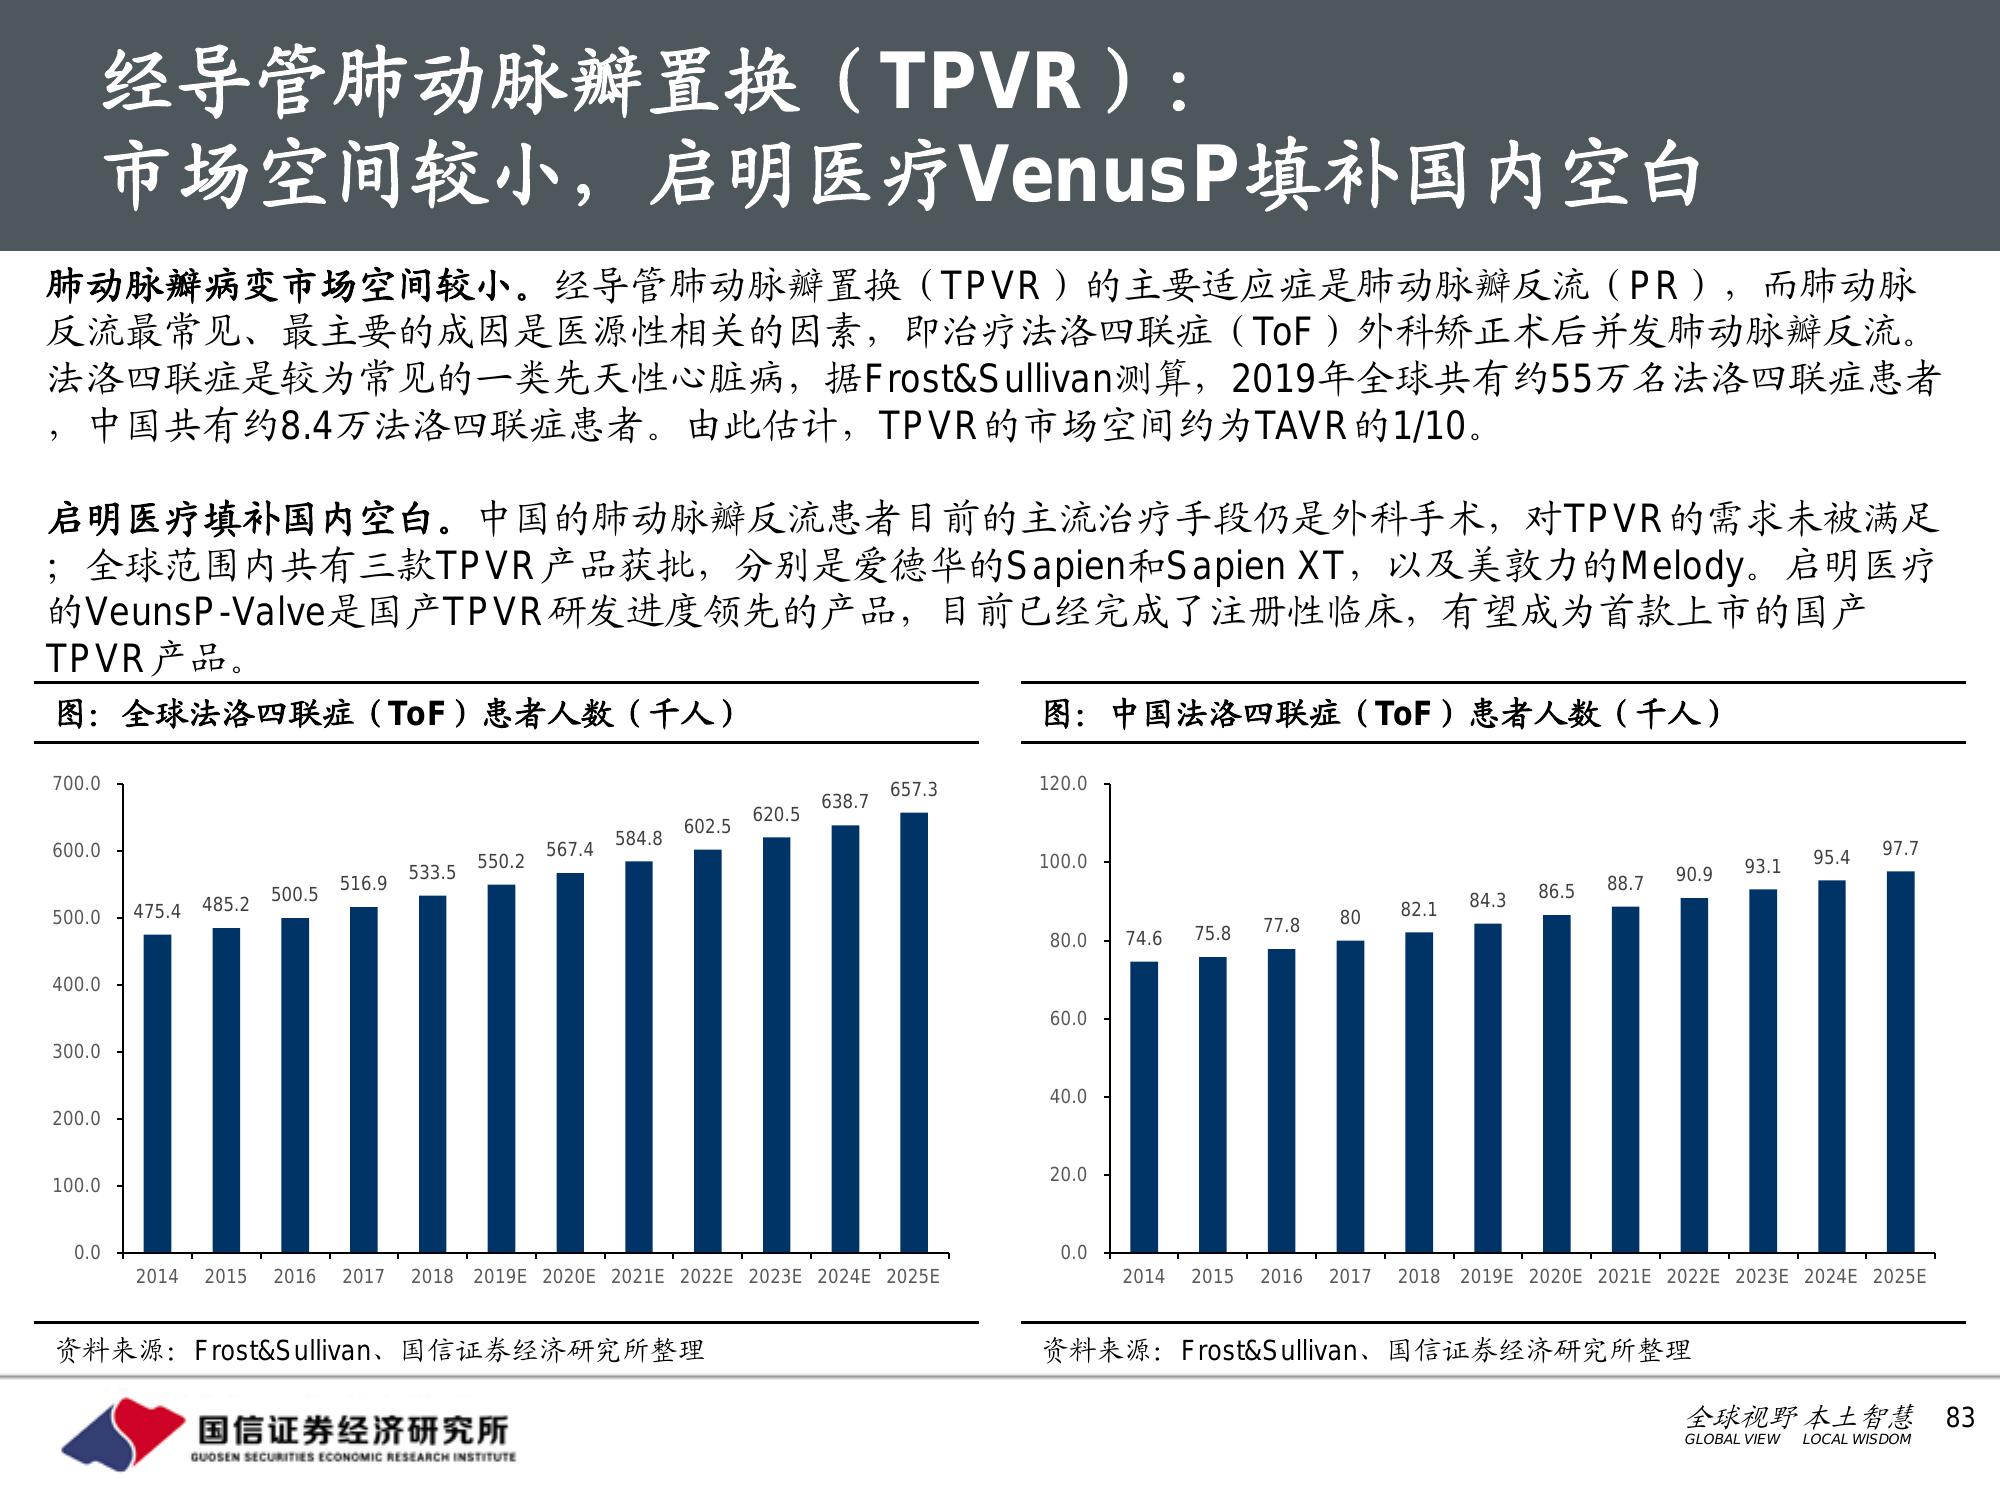 经导管肺动脉瓣置换（TPVR）：
市场空间较小，启明医疗VenusP填补国内空白
肺动脉瓣病变市场空间较小。经导管肺动脉瓣置换（TPVR）的主要适应症是肺动脉瓣反流（PR），而肺动脉
反流最常见、最主要的成因是医源性相关的因素，即治疗法洛四联症（ToF）外科矫正术后并发肺动脉瓣反流。
法洛四联症是较为常见的一类先天性心脏病，据Frost&Sullivan测算，2019年全球共有约55万名法洛四联症患者
，中国共有约8.4万法洛四联症患者。由此估计，TPVR的市场空间约为TAVR的1/10。
启明医疗填补国内空白。中国的肺动脉瓣反流患者目前的主流治疗手段仍是外科手术，对TPVR的需求未被满足
；全球范围内共有三款TPVR产品获批，分别是爱德华的Sapien和Sapien XT，以及美敦力的Melody。启明医疗
的VeunsP-Valve是国产TPVR研发进度领先的产品，目前已经完成了注册性临床，有望成为首款上市的国产
TPVR产品。
图：全球法洛四联症（ToF）患者人数（千人）
700.0
600.0
500.0
400.0
300.0
200.0
100.0
0.0
475.4 485.2 500.5 516.9 533.5 550.2 567.4 584.8 602.5 620.5 638.7 657.3
2014 2015 2016 2017 2018 2019E 2020E 2021E 2022E 2023E 2024E 2025E
资料来源：Frost&Sullivan、国信证券经济研究所整理
图：中国法洛四联症（ToF）患者人数（千人）
120.0
100.0
80.0
60.0
40.0
20.0
0.0
74.6 75.8 77.8 80 82.1 84.3 86.5 88.7 90.9 93.1 95.4 97.7
2014 2015 2016 2017 2018 2019E 2020E 2021E 2022E 2023E 2024E 2025E
资料来源：Frost&Sullivan、国信证券经济研究所整理
国信证券经济研究所
GUOSEN SECURITIES ECONOMIC RESEARCH INSTITUTE
全球视野 本土智慧
GLOBAL VIEW LOCAL WISDOM
83